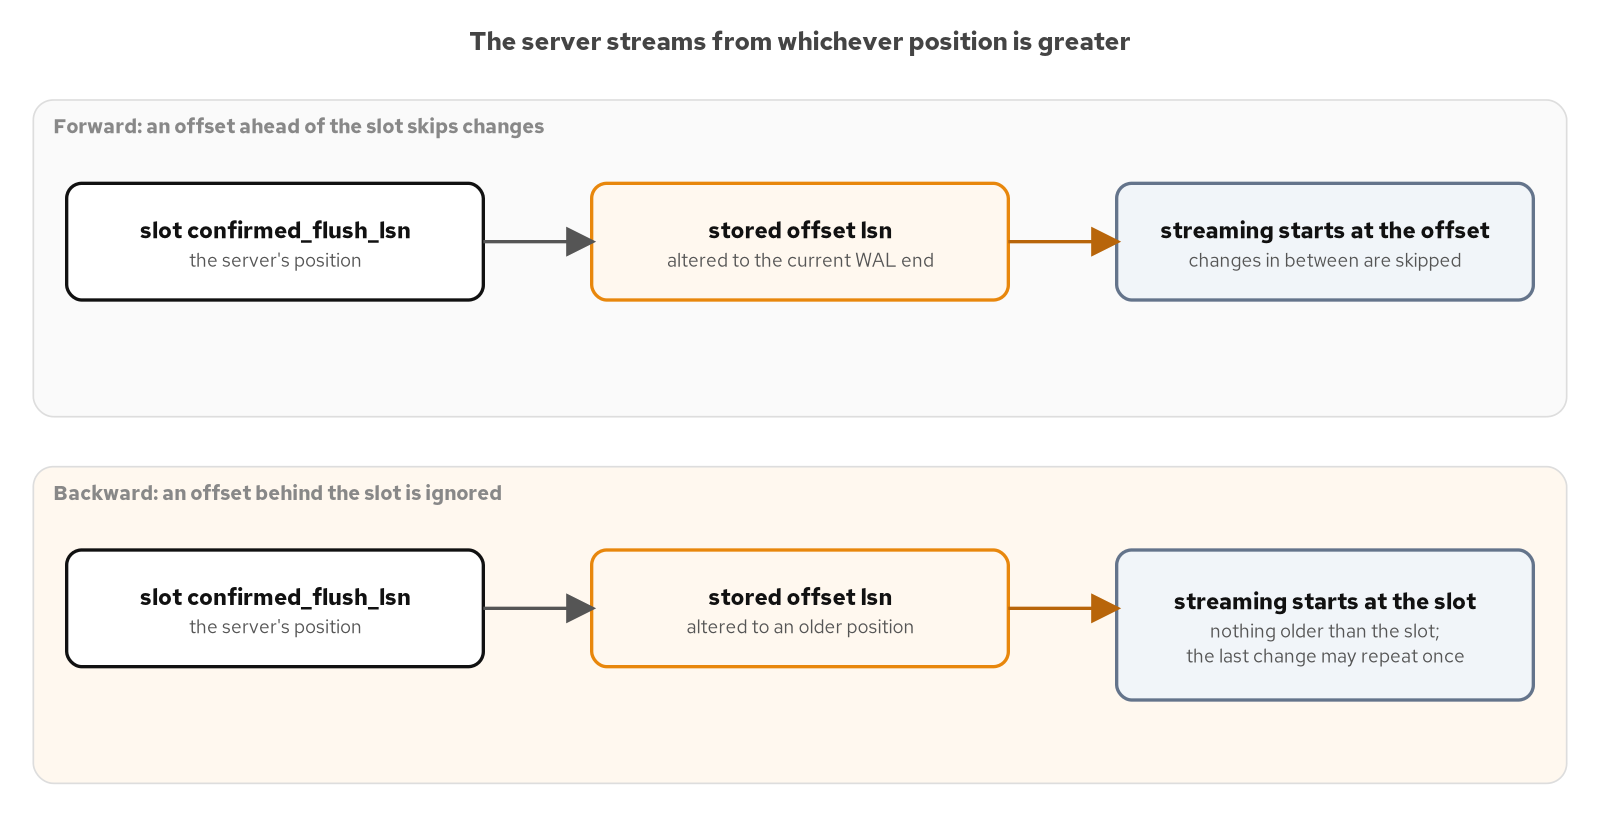 The server streams from whichever position is greater
Forward: an offset ahead of the slot skips changes
slot confirmed_flush_lsn
the server's position
stored offset lsn
altered to the current WAL end
streaming starts at the offset
changes in between are skipped
Backward: an offset behind the slot is ignored
slot confirmed_flush_lsn
the server's position
stored offset lsn
altered to an older position
streaming starts at the slot
nothing older than the slot;
the last change may repeat once